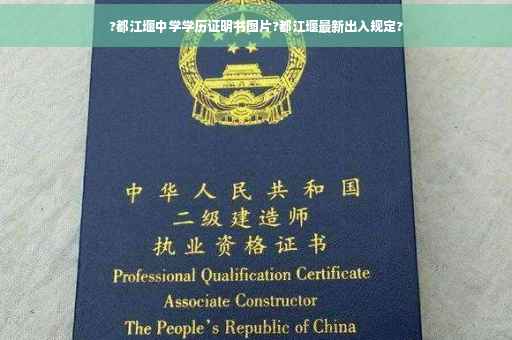 ?都江堰中学学历证明书图片?都江堰最新出入规定?
中华人民共和国
二级建造师
执业资格证书
Professional Qualification Certificate
Associate Constructor
The People's Republic of China